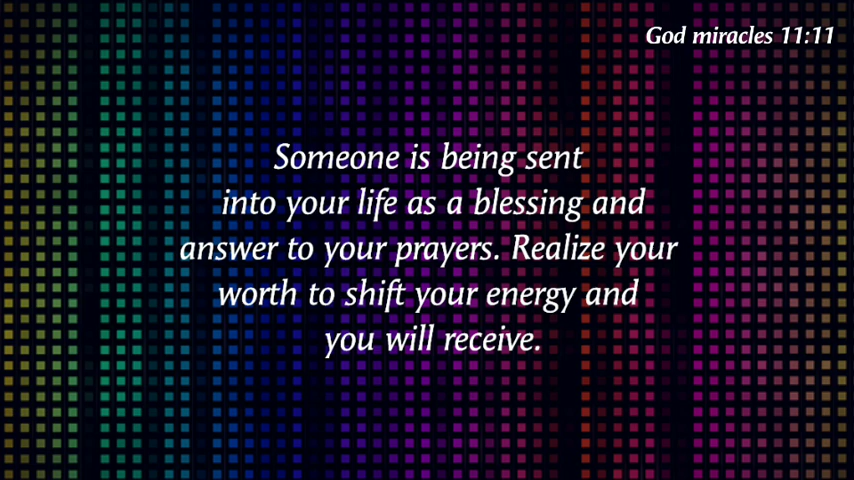 God miracles 11:11
Someone is being sent
into your life as a blessing and
answer to your prayers. Realize your
worth to shift your energy and
you will receive.